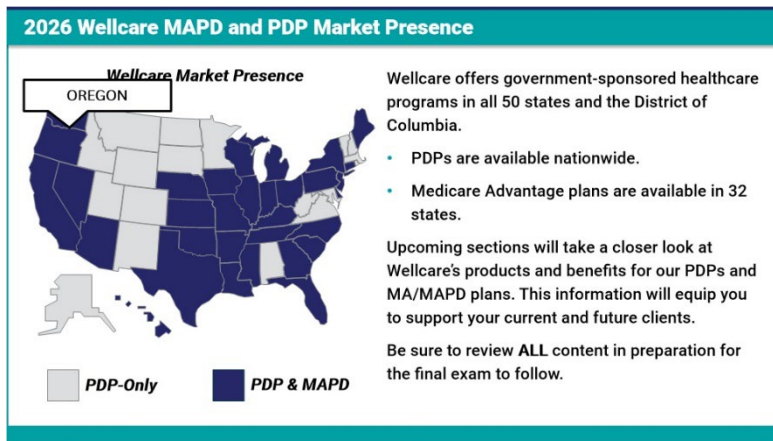 2026 Wellcare MAPD and PDP Market Presence
Wellcare Market Presence
OREGON
PDP-Only
PDP & MAPD
Wellcare offers government-sponsored healthcare
programs in all 50 states and the District of
Columbia.
• PDPs are available nationwide.
• Medicare Advantage plans are available in 32
states.
Upcoming sections will take a closer look at
Wellcare's products and benefits for our PDPs and
MA/MAPD plans. This information will equip you
to support your current and future clients.
Be sure to review ALL content in preparation for
the final exam to follow.